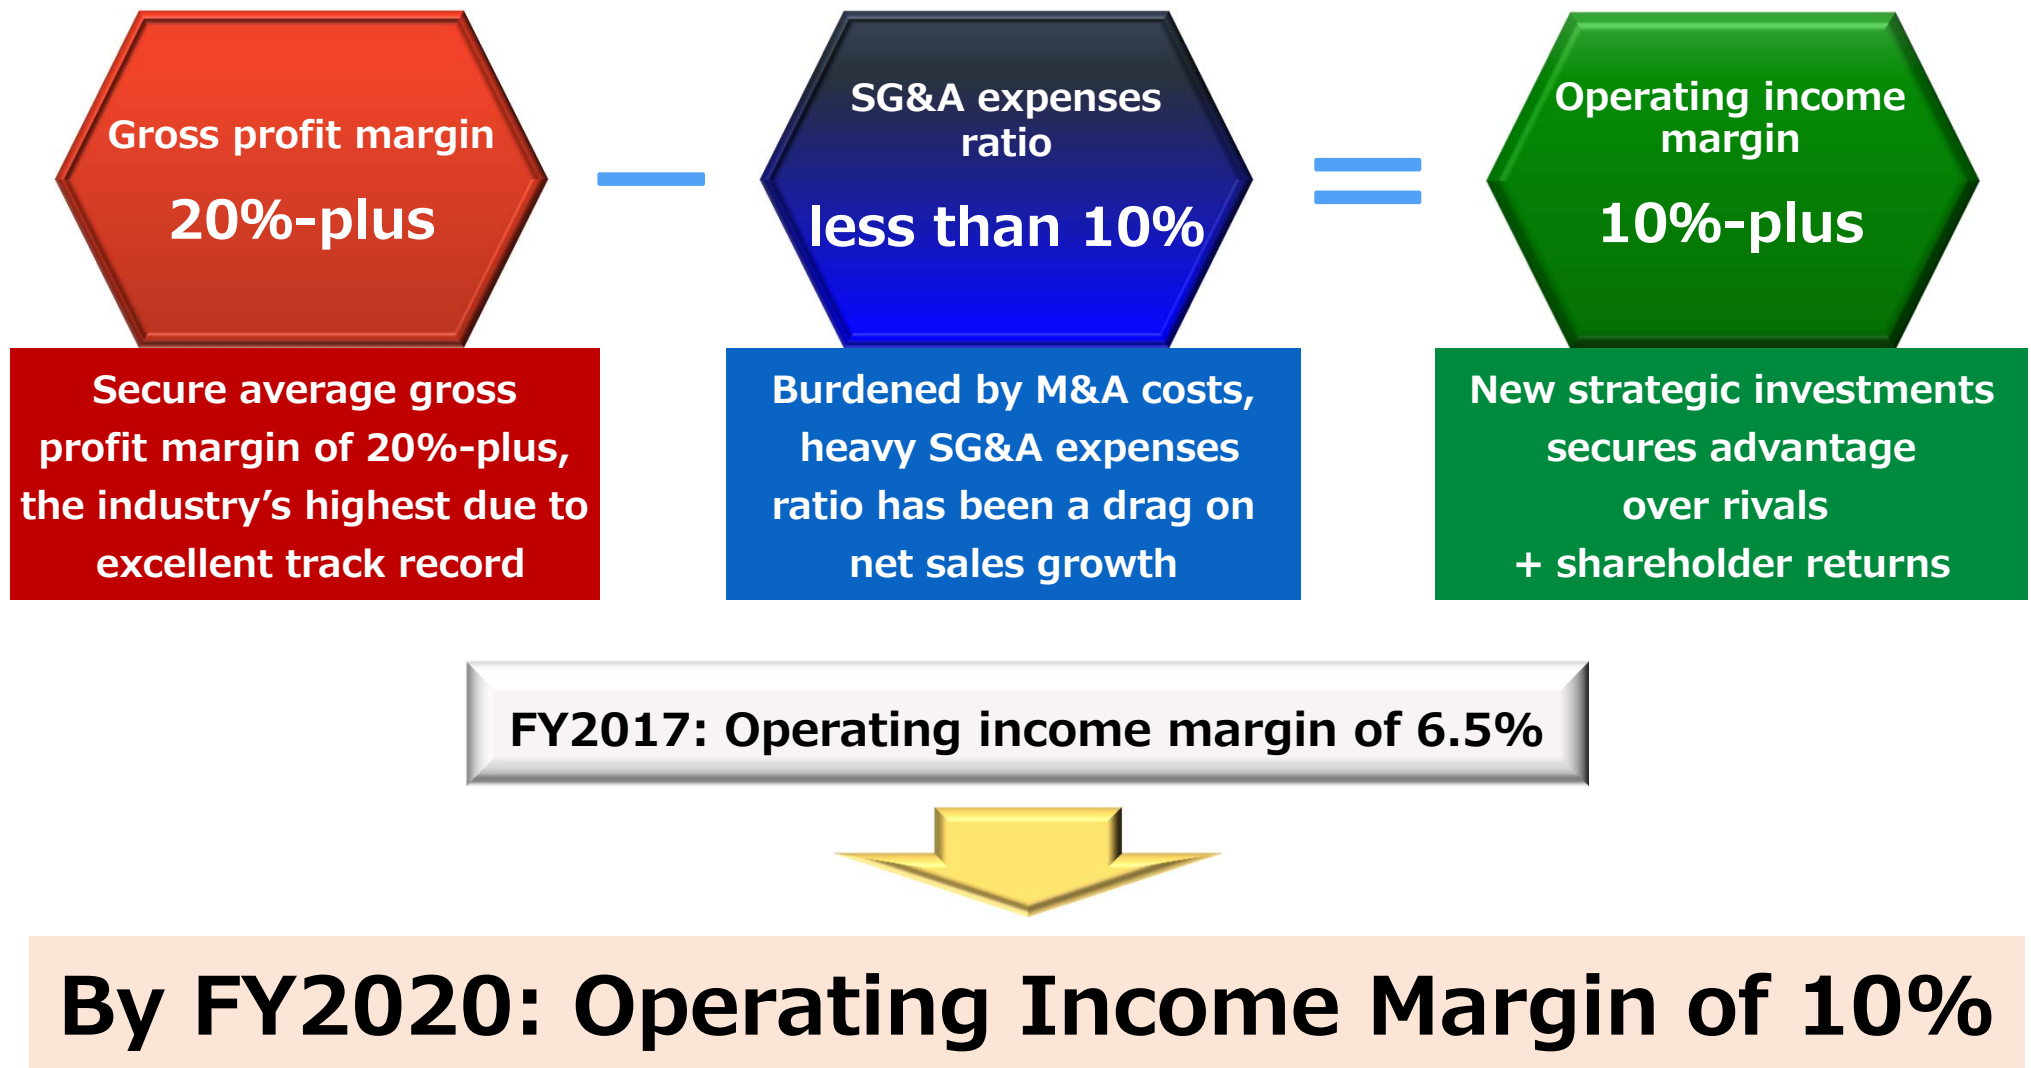 Gross profit margin
20%-plus
SG&A expenses
ratio
less than 10%
Operating income
margin
10%-plus
Secure average gross
profit margin of 20%-plus,
the industry’s highest due to
excellent track record
Burdened by M&A costs,
heavy SG&A expenses
ratio has been a drag on
net sales growth
New strategic investments
secures advantage
over rivals
+ shareholder returns
FY2017: Operating income margin of 6.5%
By FY2020: Operating Income Margin of 10%